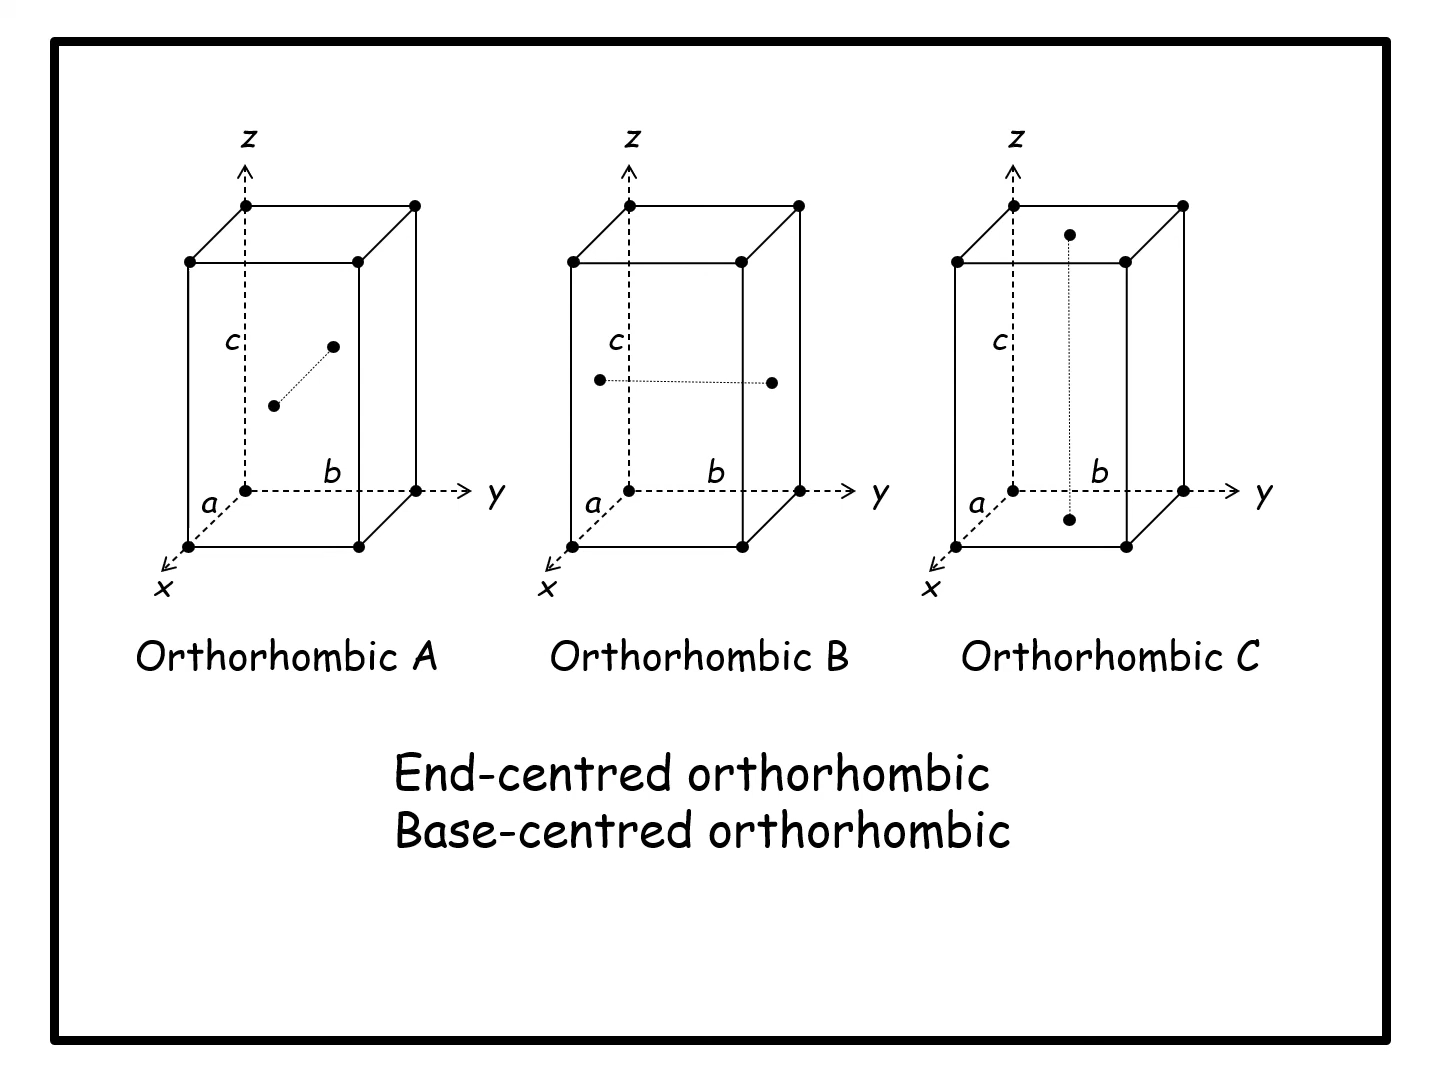 z z z
c c c
b b b
a a a
y y y
x x x
Orthorhombic A Orthorhombic B Orthorhombic C
End-centred orthorhombic
Base-centred orthorhombic